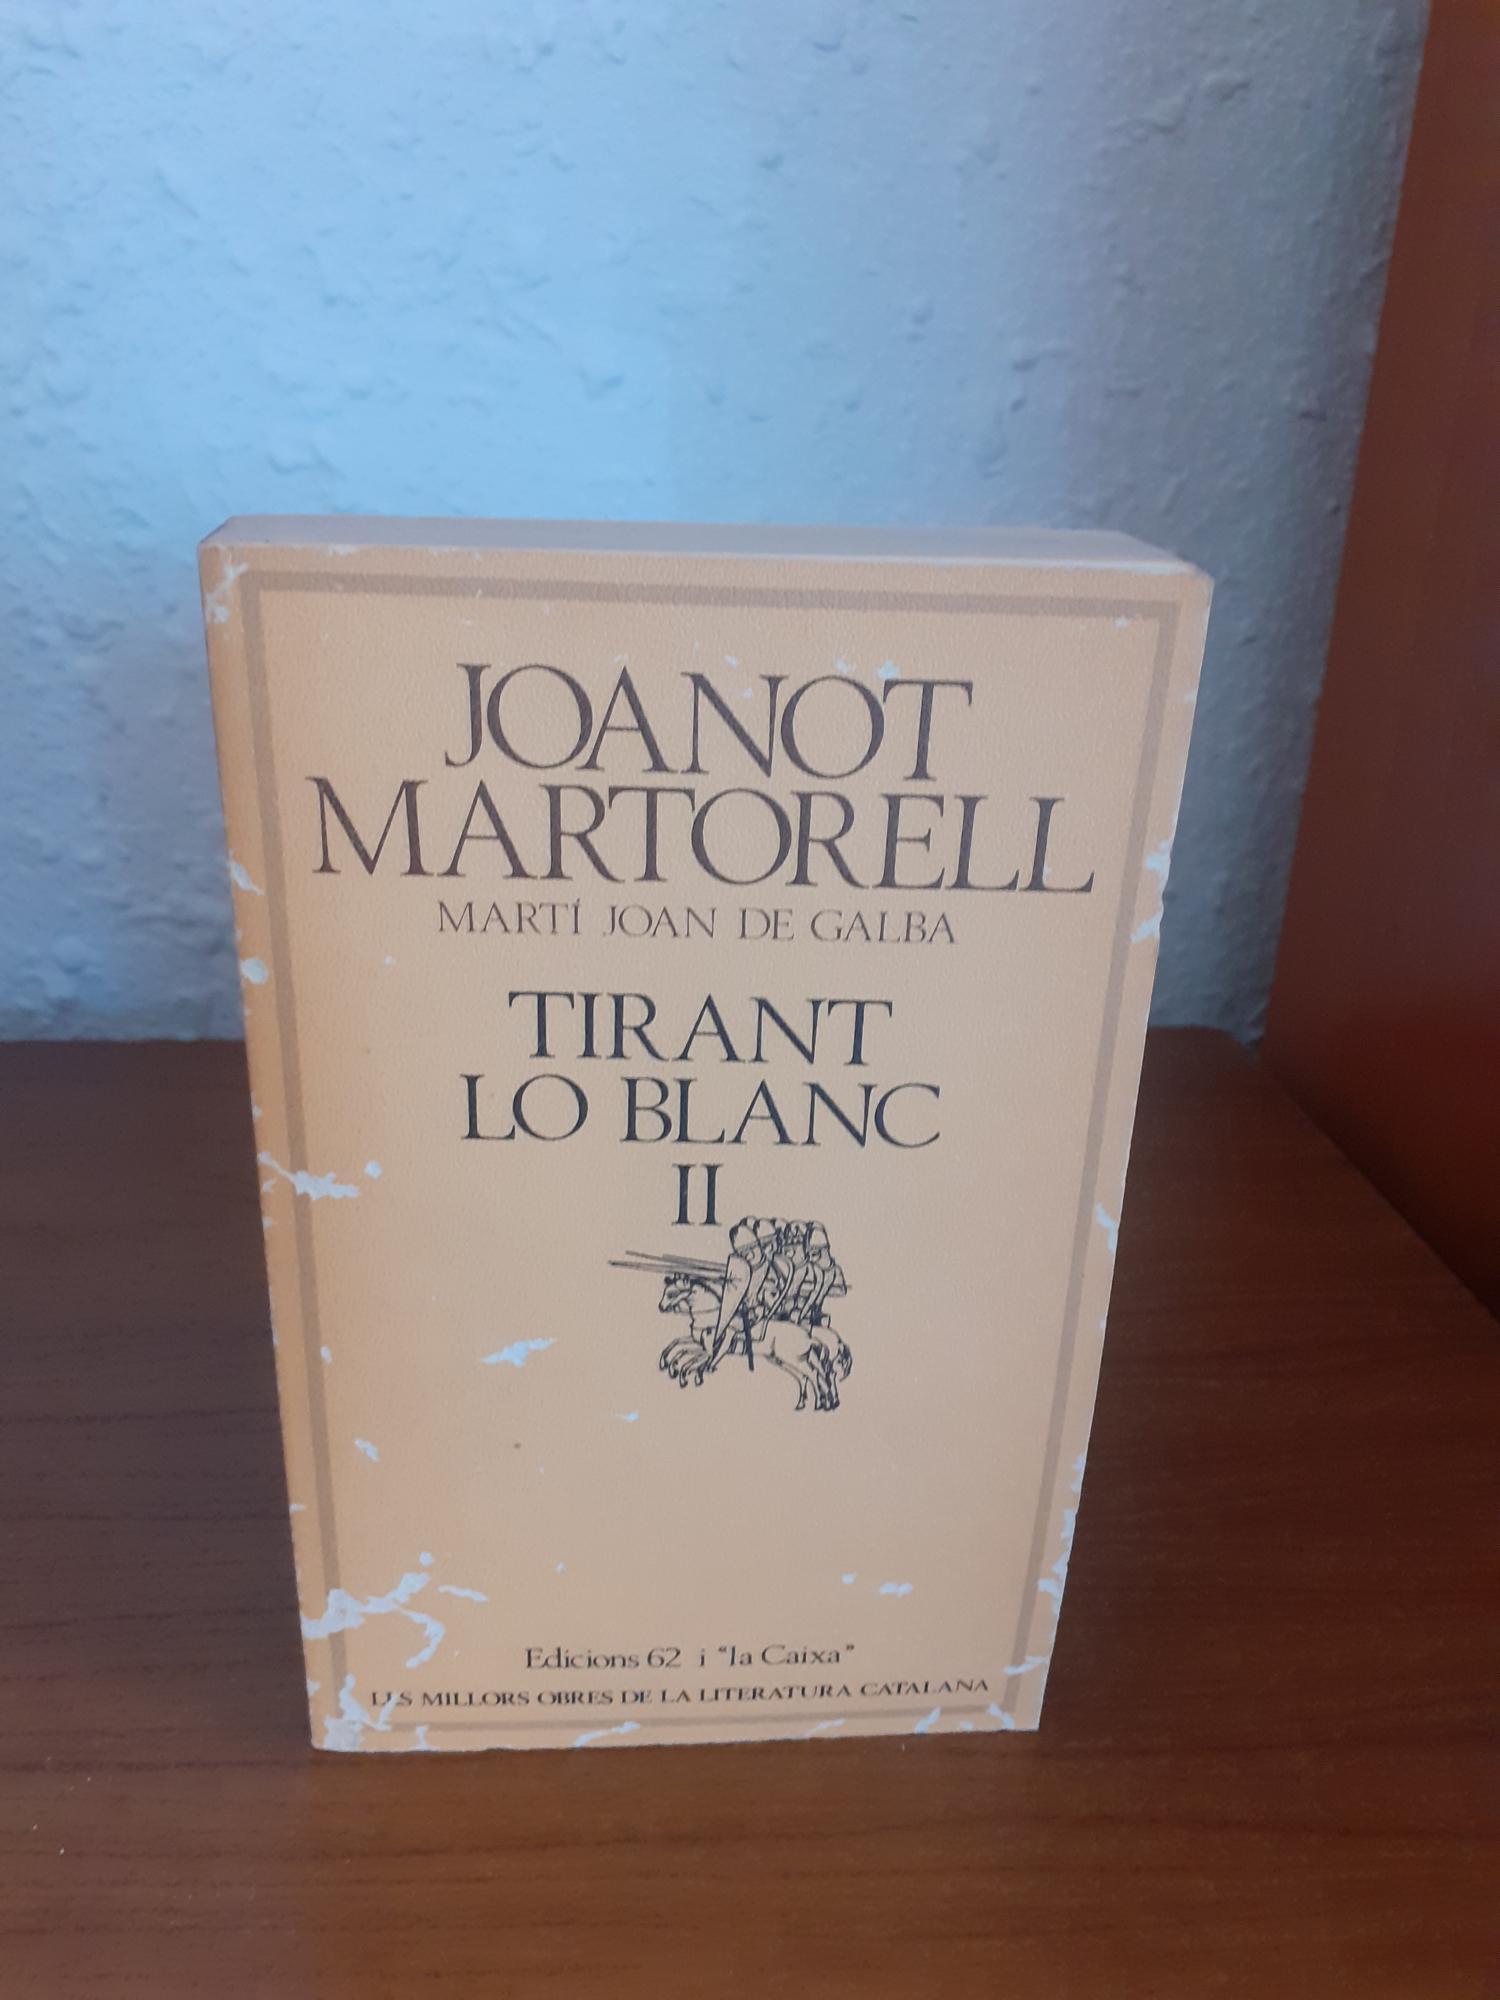 JOANOT
MARTORELL
MARTÍ JOAN DE GALBA
TIRANT
LO BLANC
II
Edicions 62 i "la Caixa"
LES MILLORS OBRES DE LA LITERATURA CATALANA